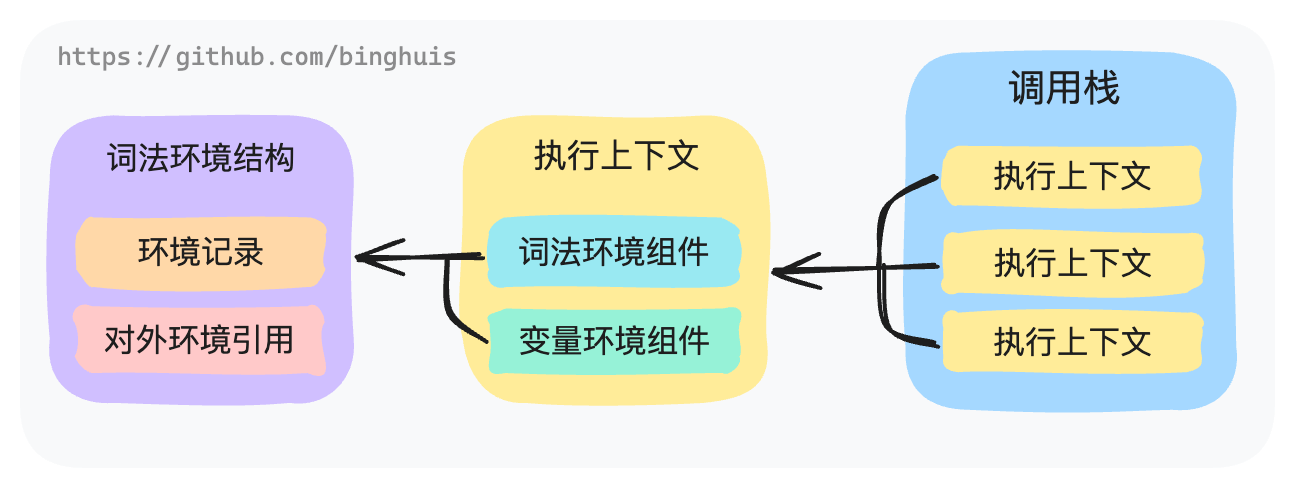 https://github.com/binghuis
词法环境结构
环境记录
对外环境引用
执行上下文
词法环境组件
变量环境组件
调用栈
执行上下文
执行上下文
执行上下文